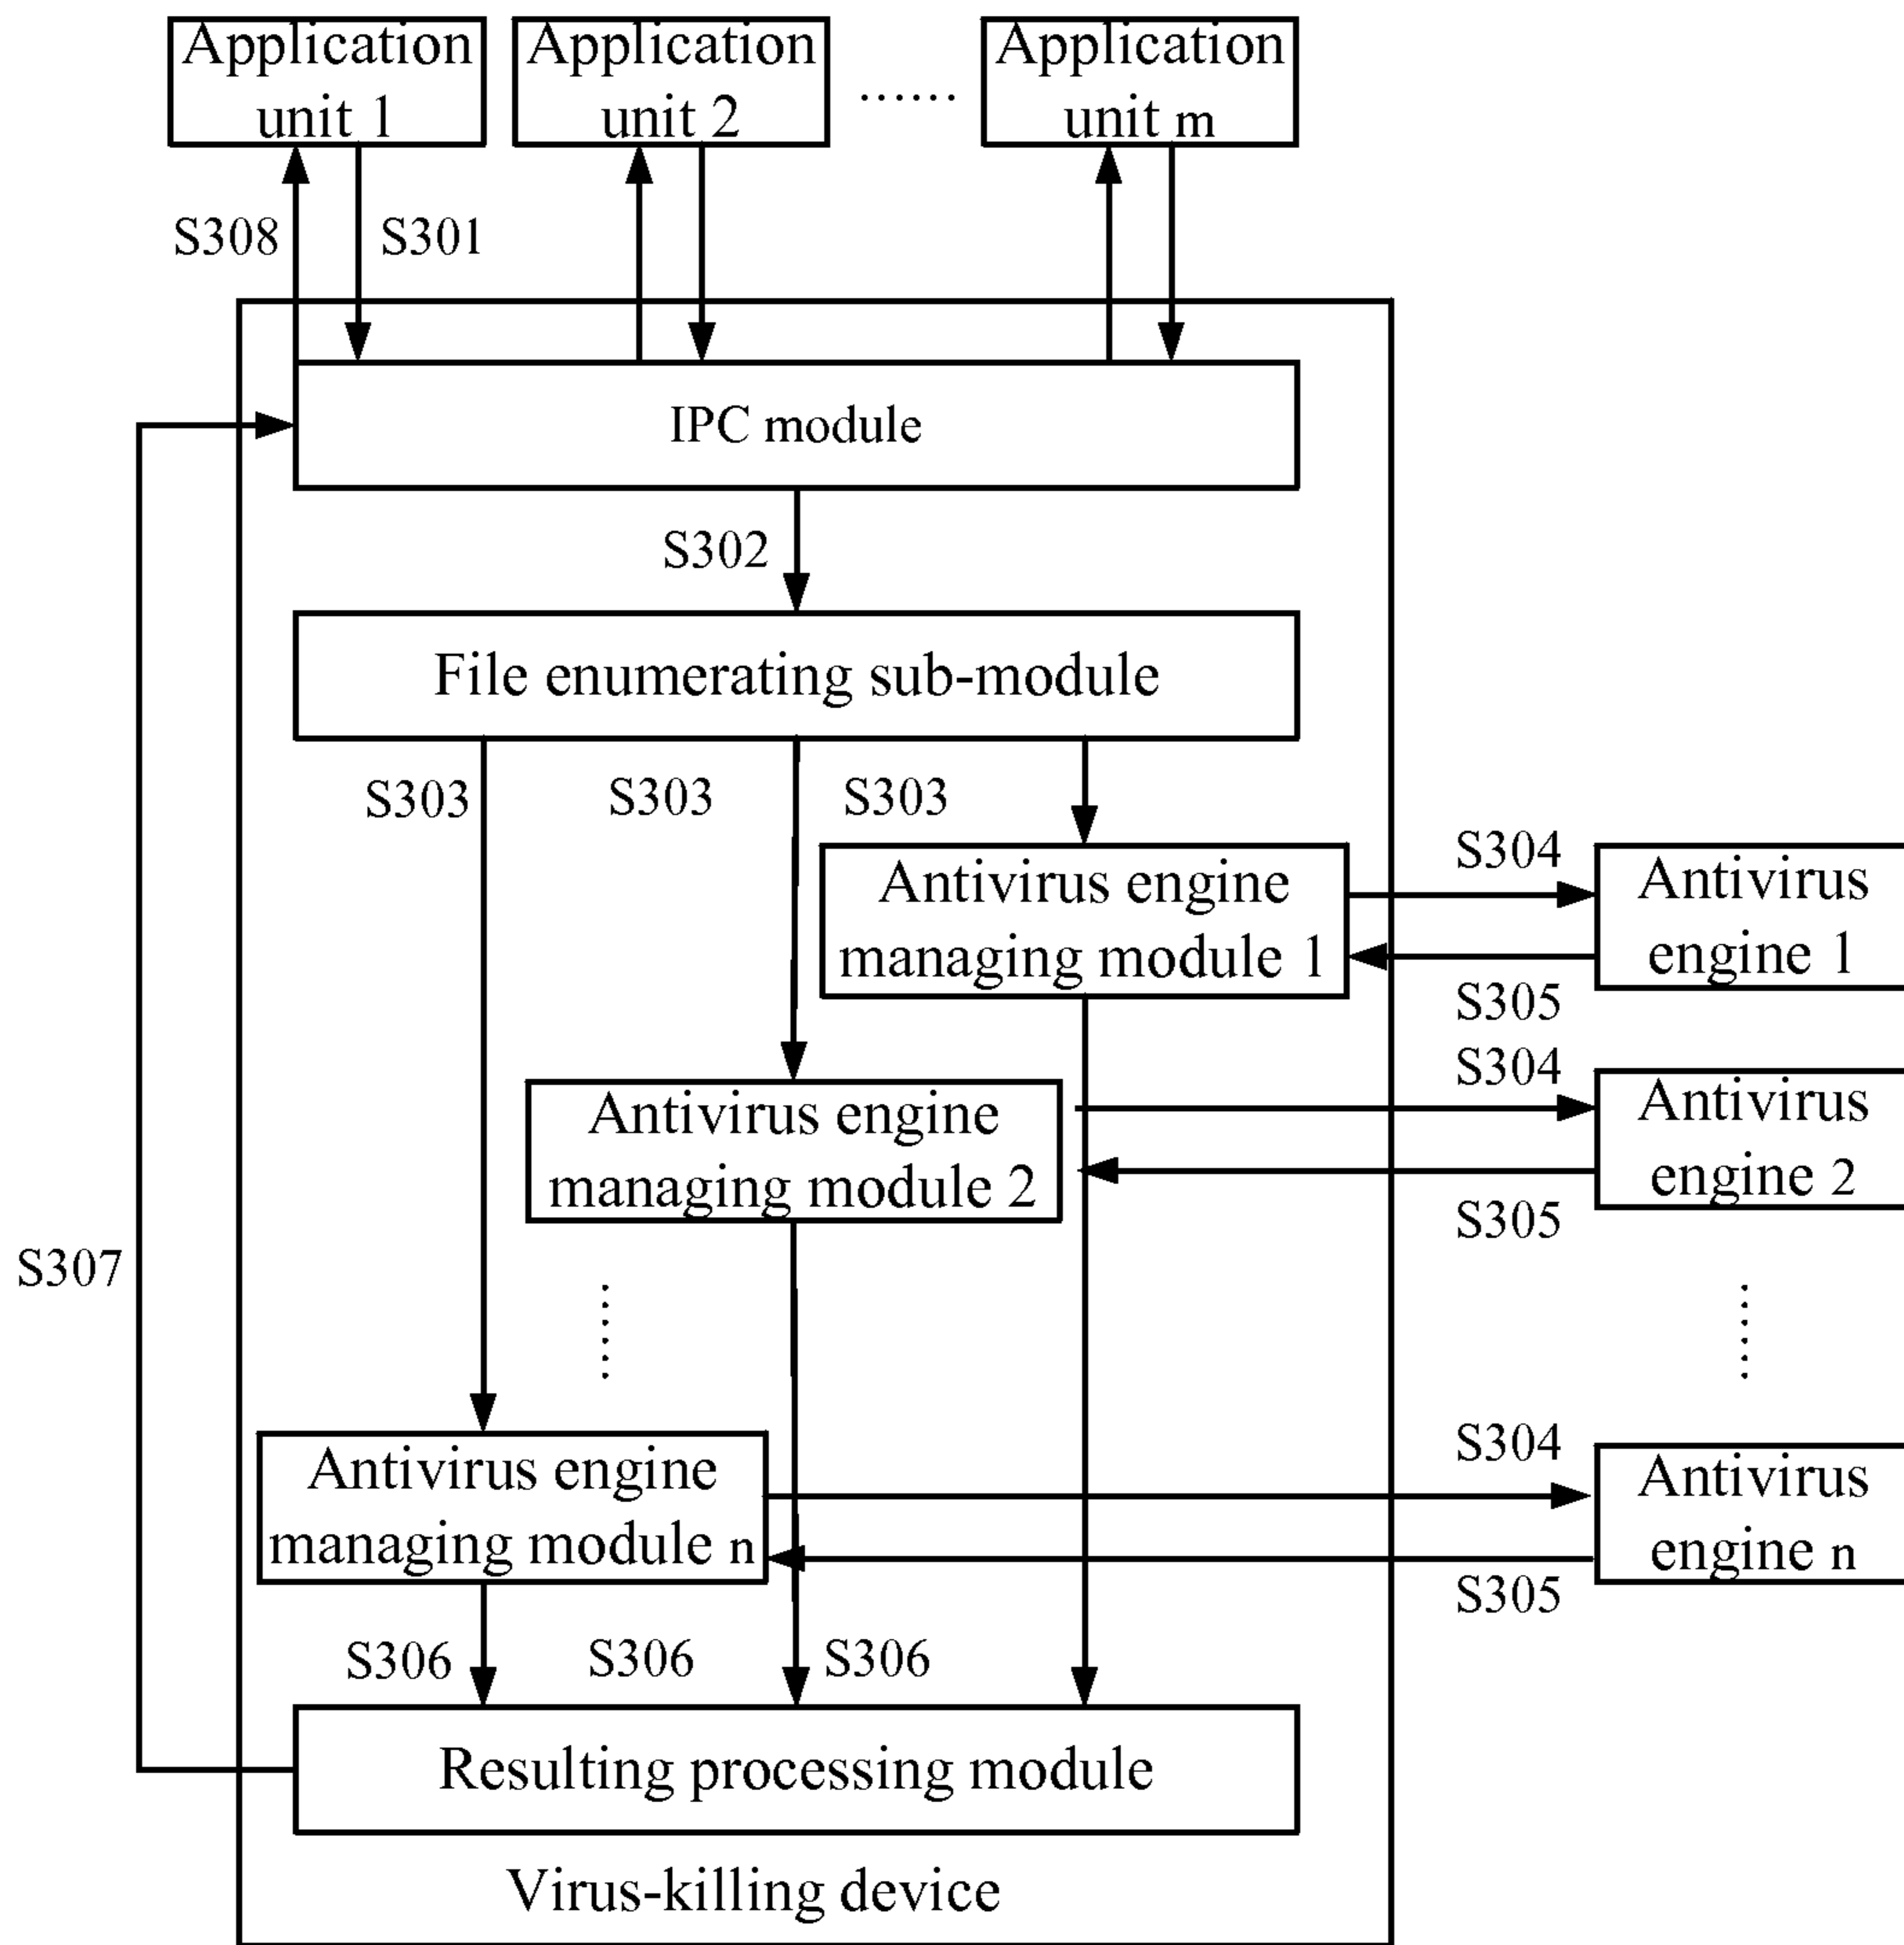 Application
unit 1
Application
unit 2
......
Application
unit m
S308
S301
IPC module
S302
File enumerating sub-module
S303
S303
S303
Antivirus engine
managing module 1
S304
Antivirus
engine 1
S305
Antivirus engine
managing module 2
S304
Antivirus
engine 2
S305
S307
......
......
Antivirus engine
managing module n
S304
Antivirus
engine n
S305
S306
S306
S306
Resulting processing module
Virus-killing device